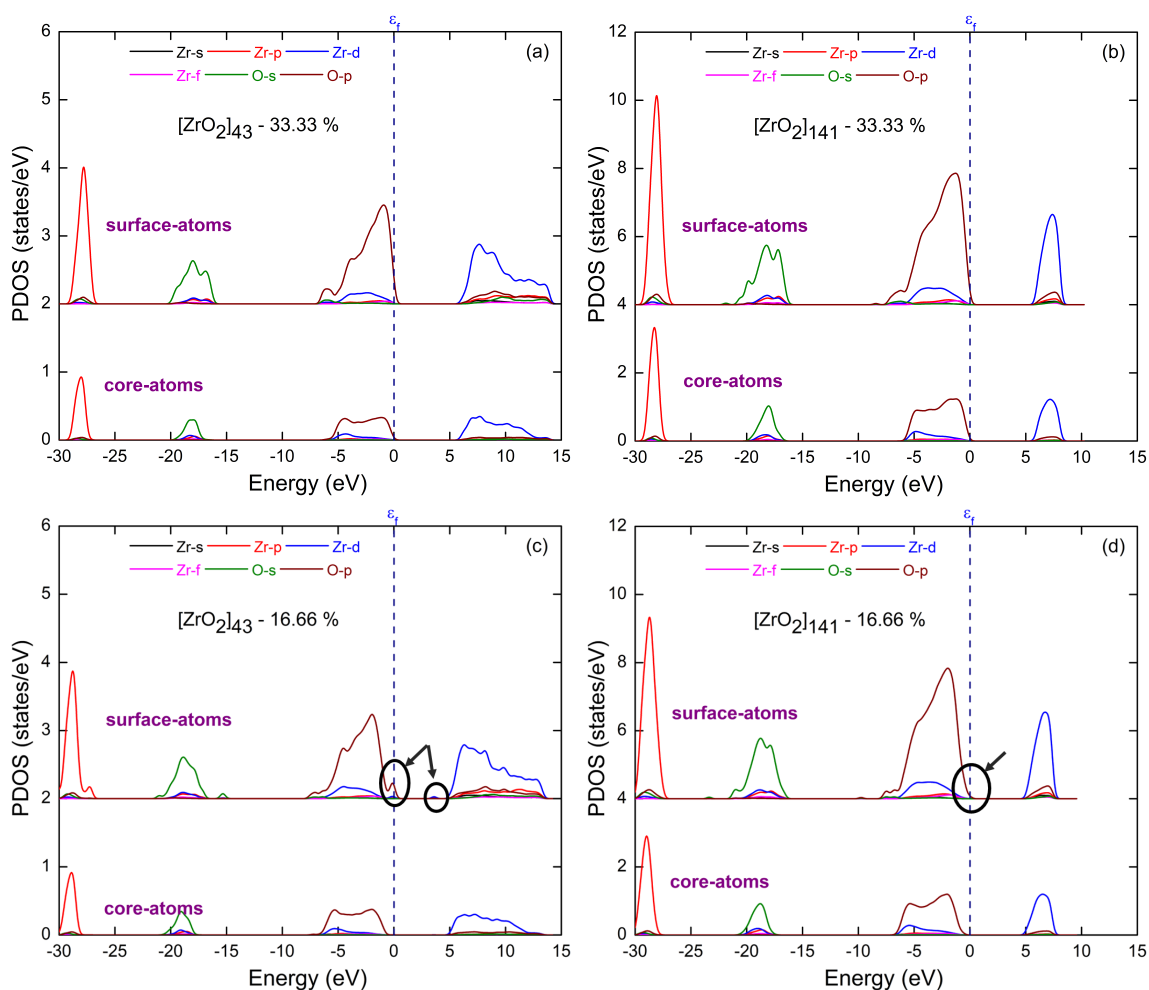 εf εf
6 12
Zr-s Zr-p Zr-d (a) Zr-s Zr-p Zr-d (b)
Zr-f O-s O-p Zr-f O-s O-p
5 10
[ZrO2]43 - 33.33 % [ZrO2]141 - 33.33 %
4 8
PDOS (states/eV) PDOS (states/eV)
surface-atoms surface-atoms
3 6
2 4
core-atoms core-atoms
1 2
0 0
-30 -25 -20 -15 -10 -5 0 5 10 15 -30 -25 -20 -15 -10 -5 0 5 10 15
Energy (eV) Energy (eV)
εf εf
6 12
Zr-s Zr-p Zr-d (c) Zr-s Zr-p Zr-d (d)
Zr-f O-s O-p Zr-f O-s O-p
5 10
[ZrO2]43 - 16.66 % [ZrO2]141 - 16.66 %
4 8
PDOS (states/eV) PDOS (states/eV)
surface-atoms surface-atoms
3 6
2 4
1 2
core-atoms core-atoms
0 0
-30 -25 -20 -15 -10 -5 0 5 10 15 -30 -25 -20 -15 -10 -5 0 5 10 15
Energy (eV) Energy (eV)